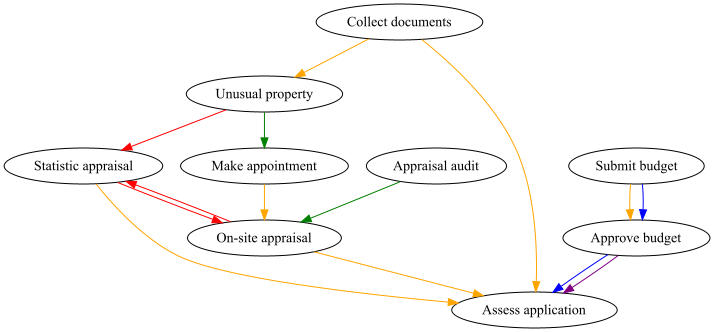 Collect documents
Unusual property
Statistic appraisal
Make appointment
Appraisal audit
Submit budget
On-site appraisal
Approve budget
Assess application